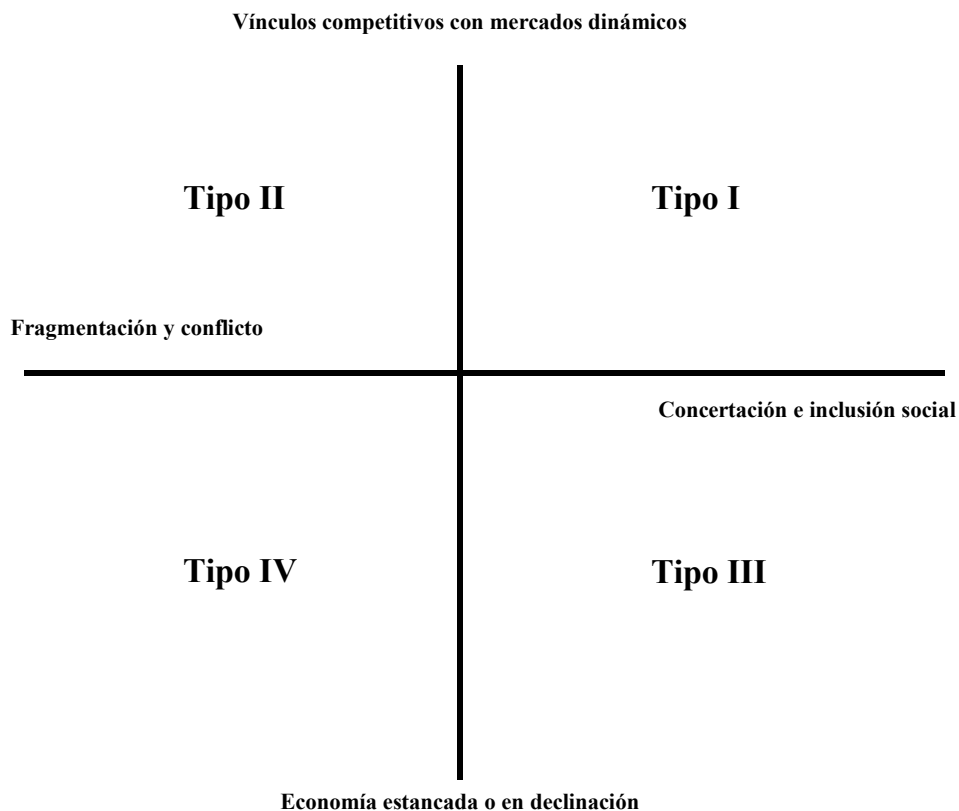 Vínculos competitivos con mercados dinámicos
Tipo II
Tipo I
Fragmentación y conflicto
Concertación e inclusión social
Tipo IV
Tipo III
Economía estancada o en declinación